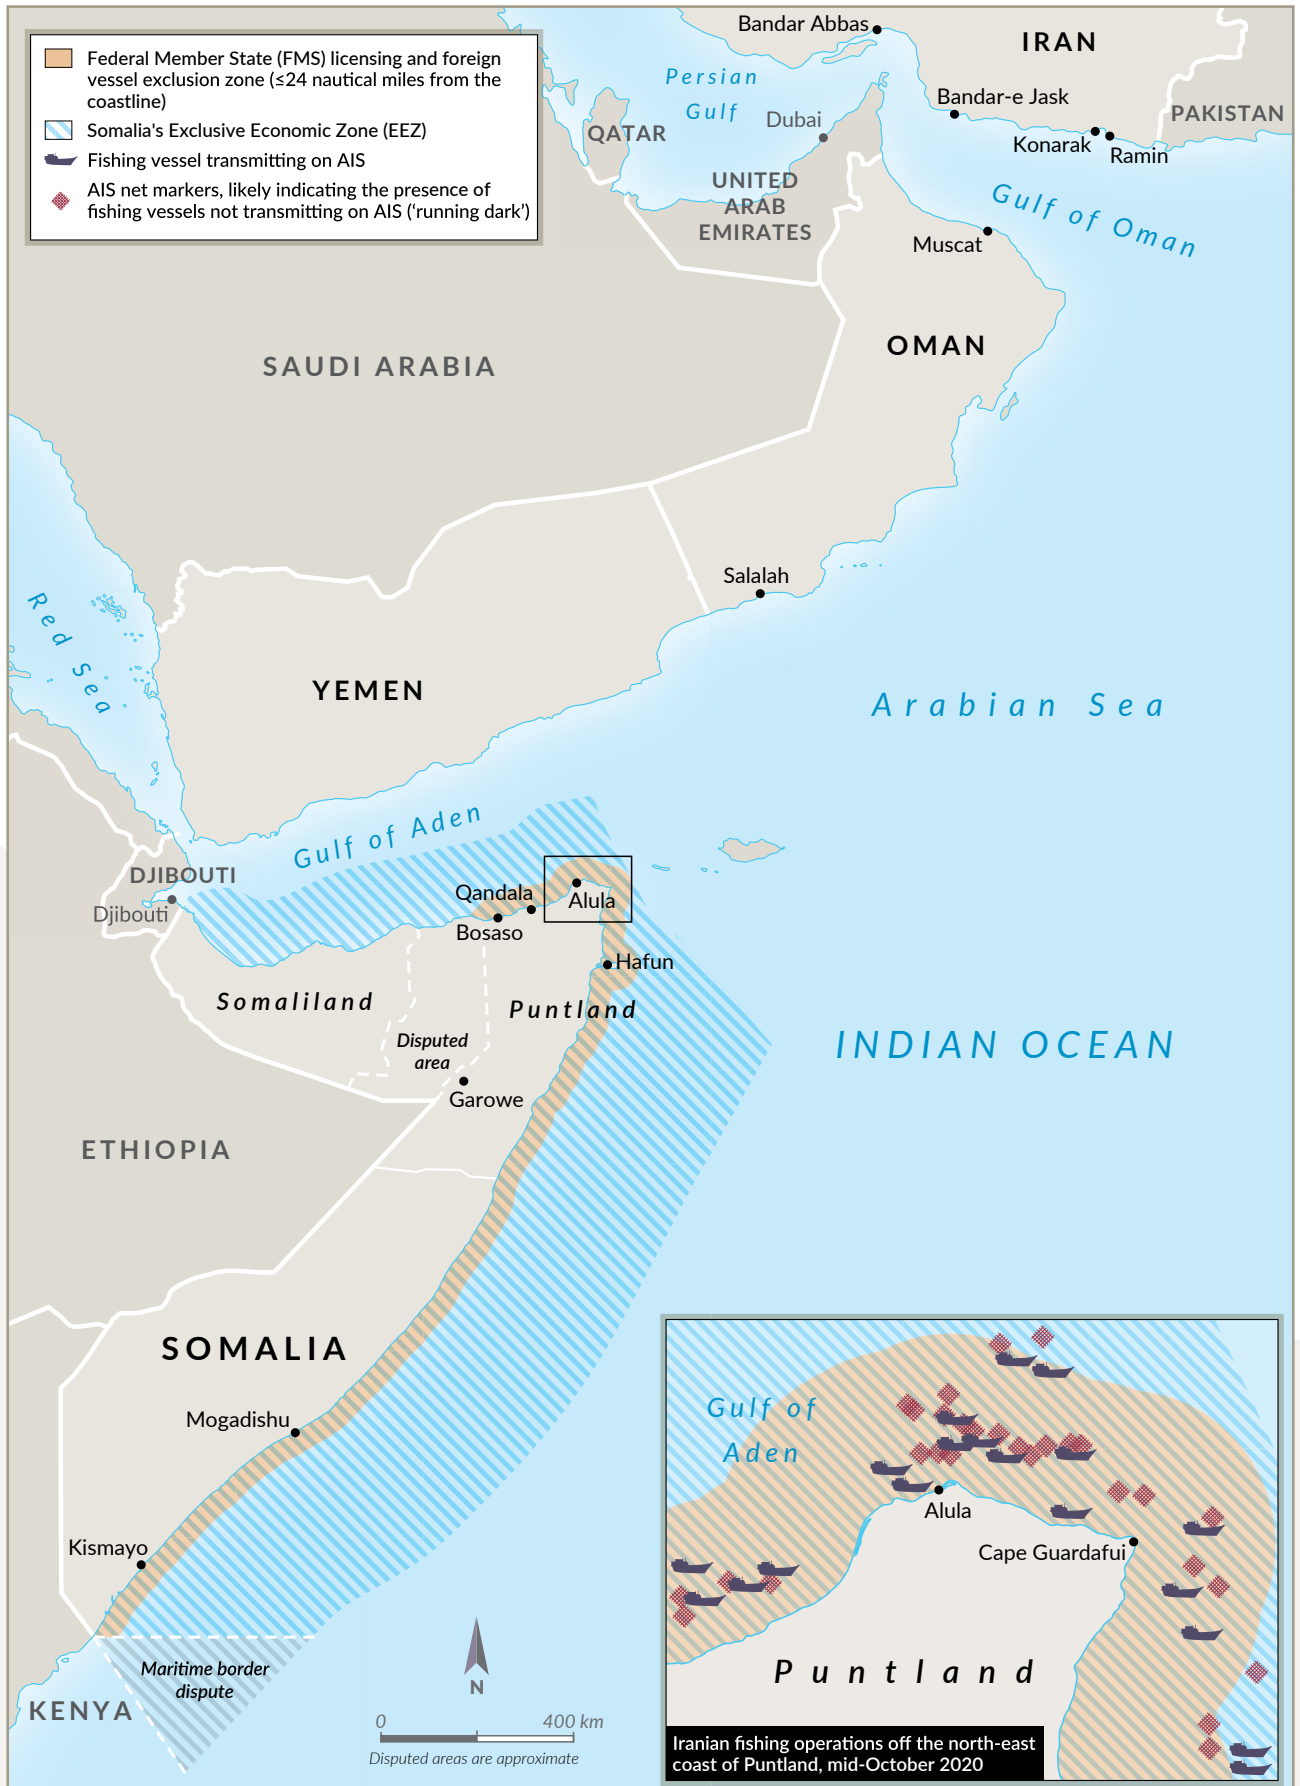 Federal Member State (FMS) licensing and foreign
vessel exclusion zone (≤24 nautical miles from the
coastline)
Somalia's Exclusive Economic Zone (EEZ)
Fishing vessel transmitting on AIS
AIS net markers, likely indicating the presence of
fishing vessels not transmitting on AIS (‘running dark’)
Bandar Abbas
IRAN
Persian
Gulf
Bandar-e Jask
PAKISTAN
QATAR
Dubai
Konarak
Ramin
UNITED
ARAB
EMIRATES
Gulf of Oman
Muscat
OMAN
SAUDI ARABIA
Salalah
Red Sea
YEMEN
Arabian Sea
Gulf of Aden
DJIBOUTI
Djibouti
Qandala
Alula
Bosaso
Hafun
Somaliland
Puntland
Disputed
area
INDIAN OCEAN
Garowe
ETHIOPIA
SOMALIA
Mogadishu
Kismayo
Maritime border
dispute
KENYA
N
0
400 km
Disputed areas are approximate
Gulf of
Aden
Alula
Cape Guardafui
Puntland
Iranian fishing operations off the north-east
coast of Puntland, mid-October 2020